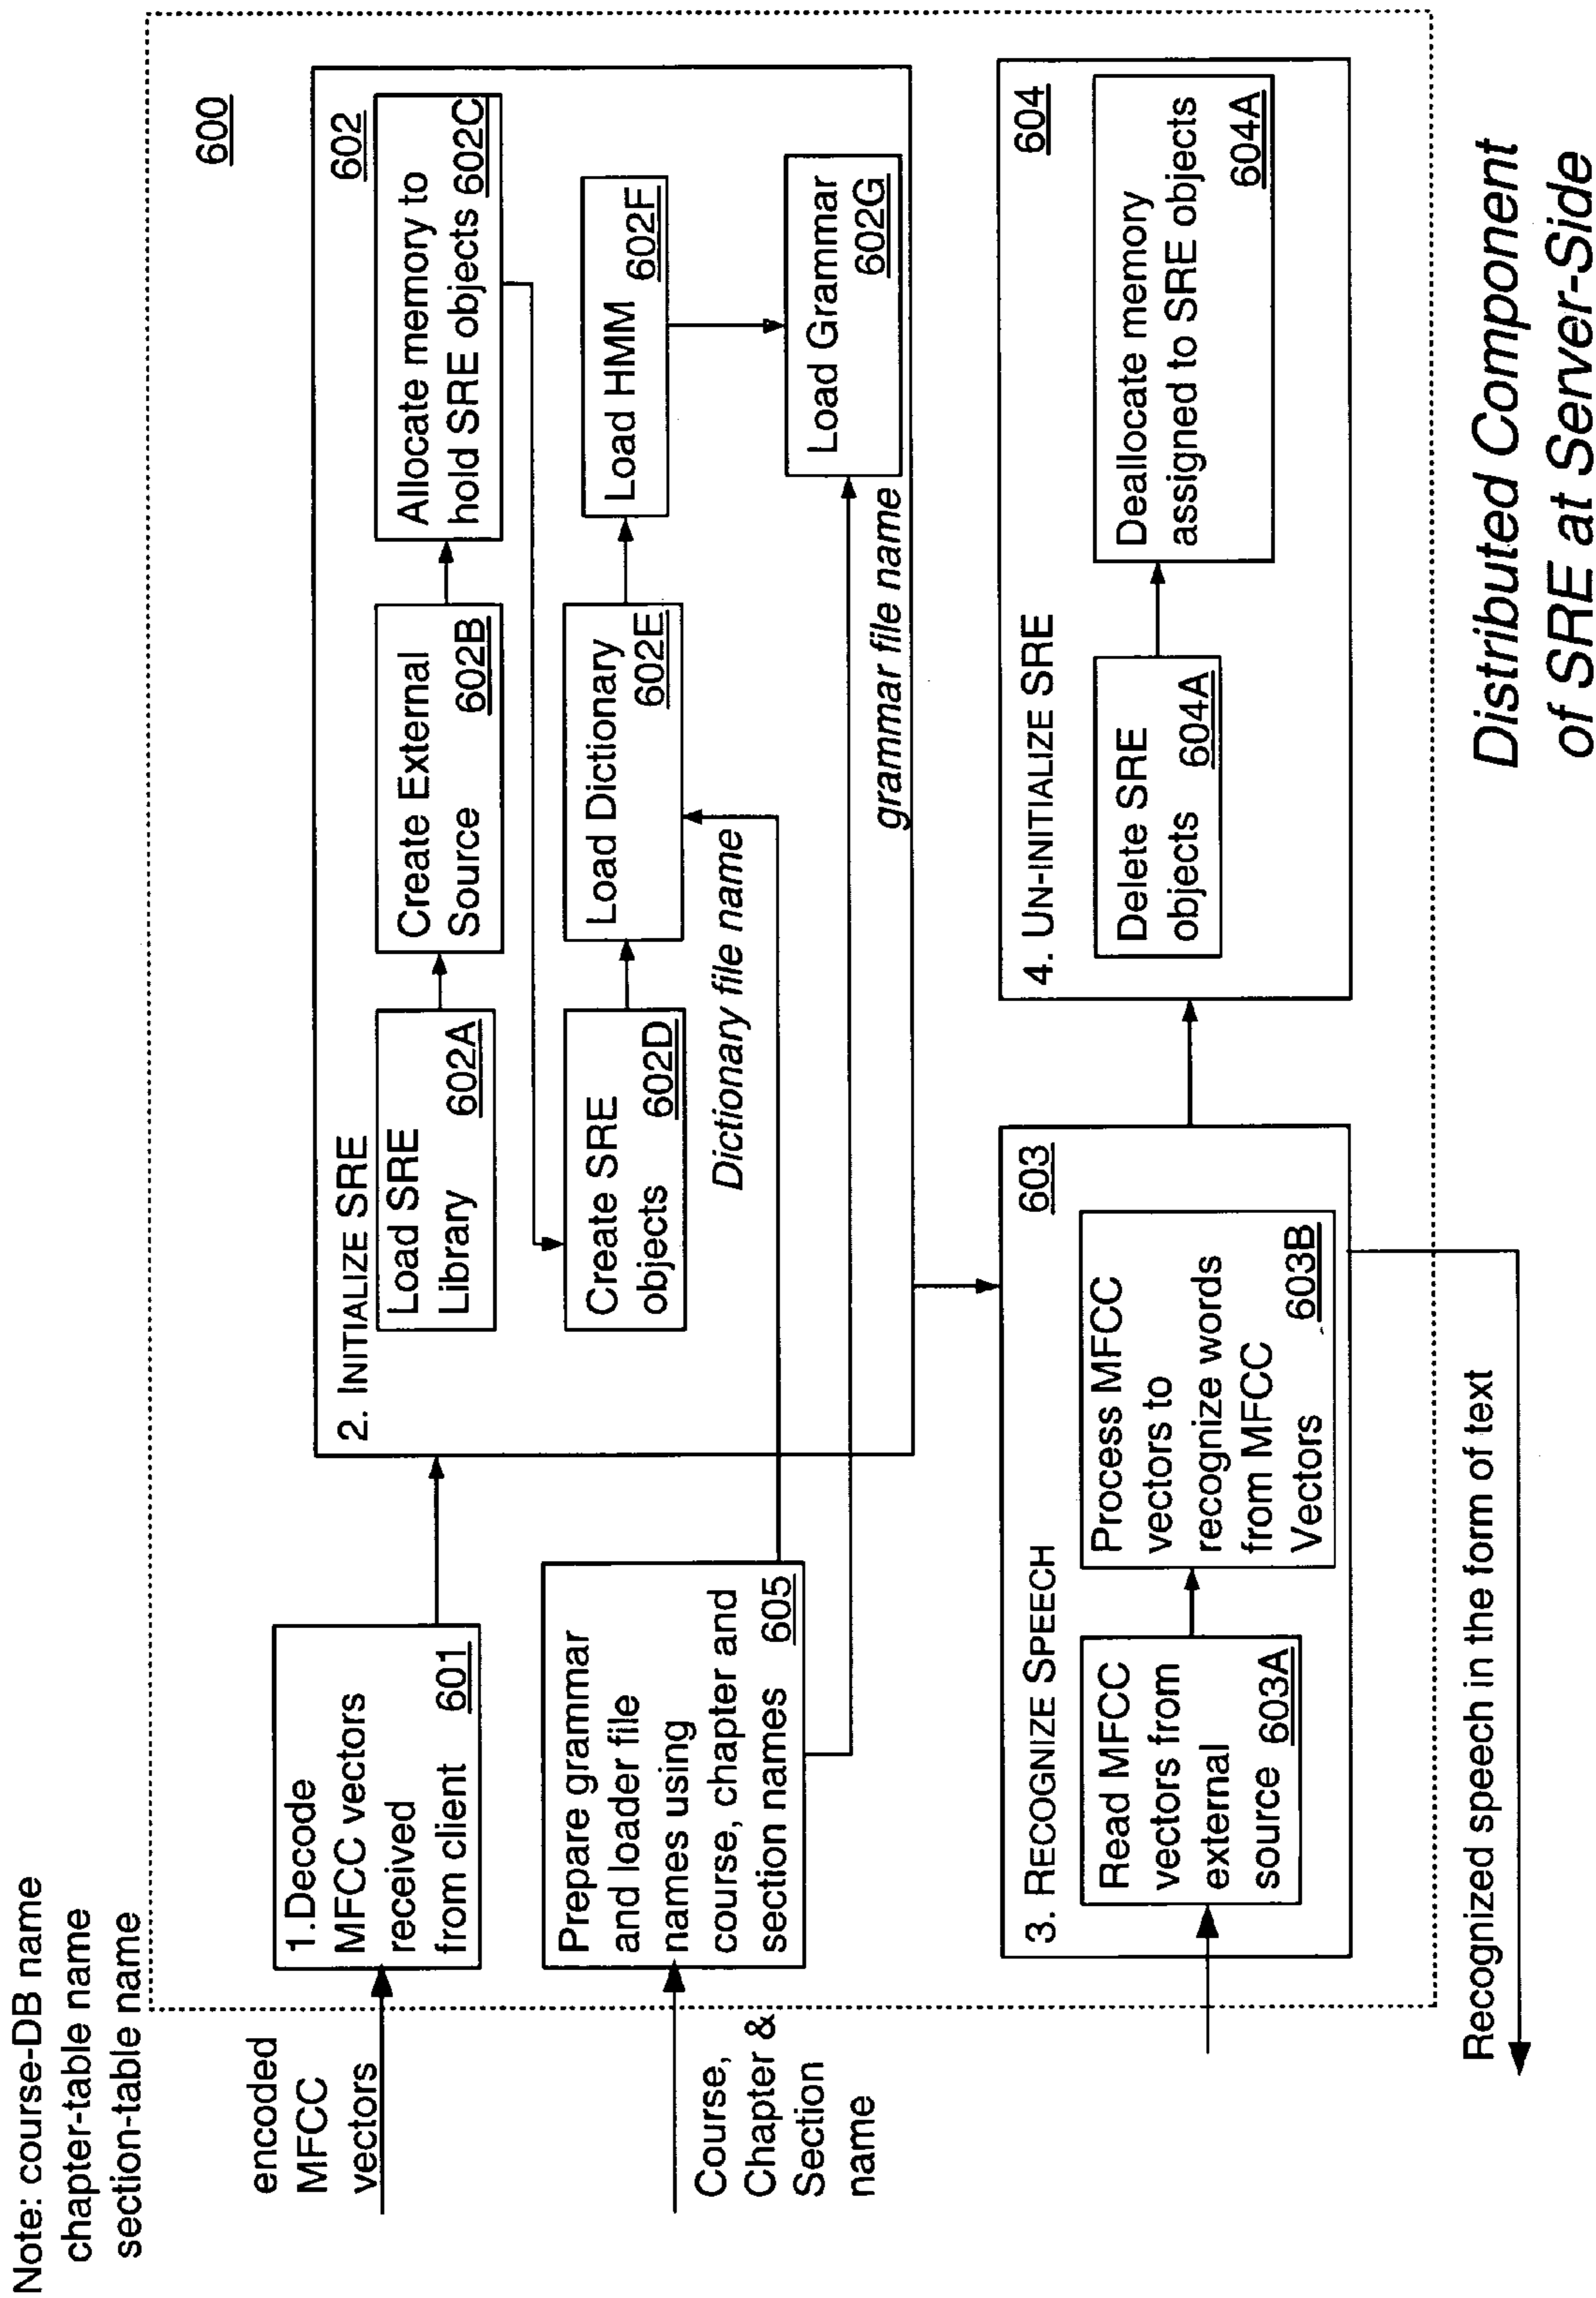 Note: course-DB name
chapter-table name
section-table name
600
encoded
MFCC
vectors
1.Decode
MFCC vectors
received
from client 601
2. INITIALIZE SRE
602
Load SRE
Library 602A
Create External
Source 602B
Allocate memory to
hold SRE objects 602C
Create SRE
objects 602D
Load Dictionary
602E
Load HMM
602F
Load Grammar
602G
Dictionary file name
grammar file name
Course,
Chapter &
Section
name
Prepare grammar
and loader file
names using
course, chapter and
section names 605
3. RECOGNIZE SPEECH
603
Read MFCC
vectors from
external
source 603A
Process MFCC
vectors to
recognize words
from MFCC
Vectors 603B
4. UN-INITIALIZE SRE
604
Delete SRE
objects 604A
Deallocate memory
assigned to SRE objects
604A
Recognized speech in the form of text
Distributed Component
of SRE at Server-Side